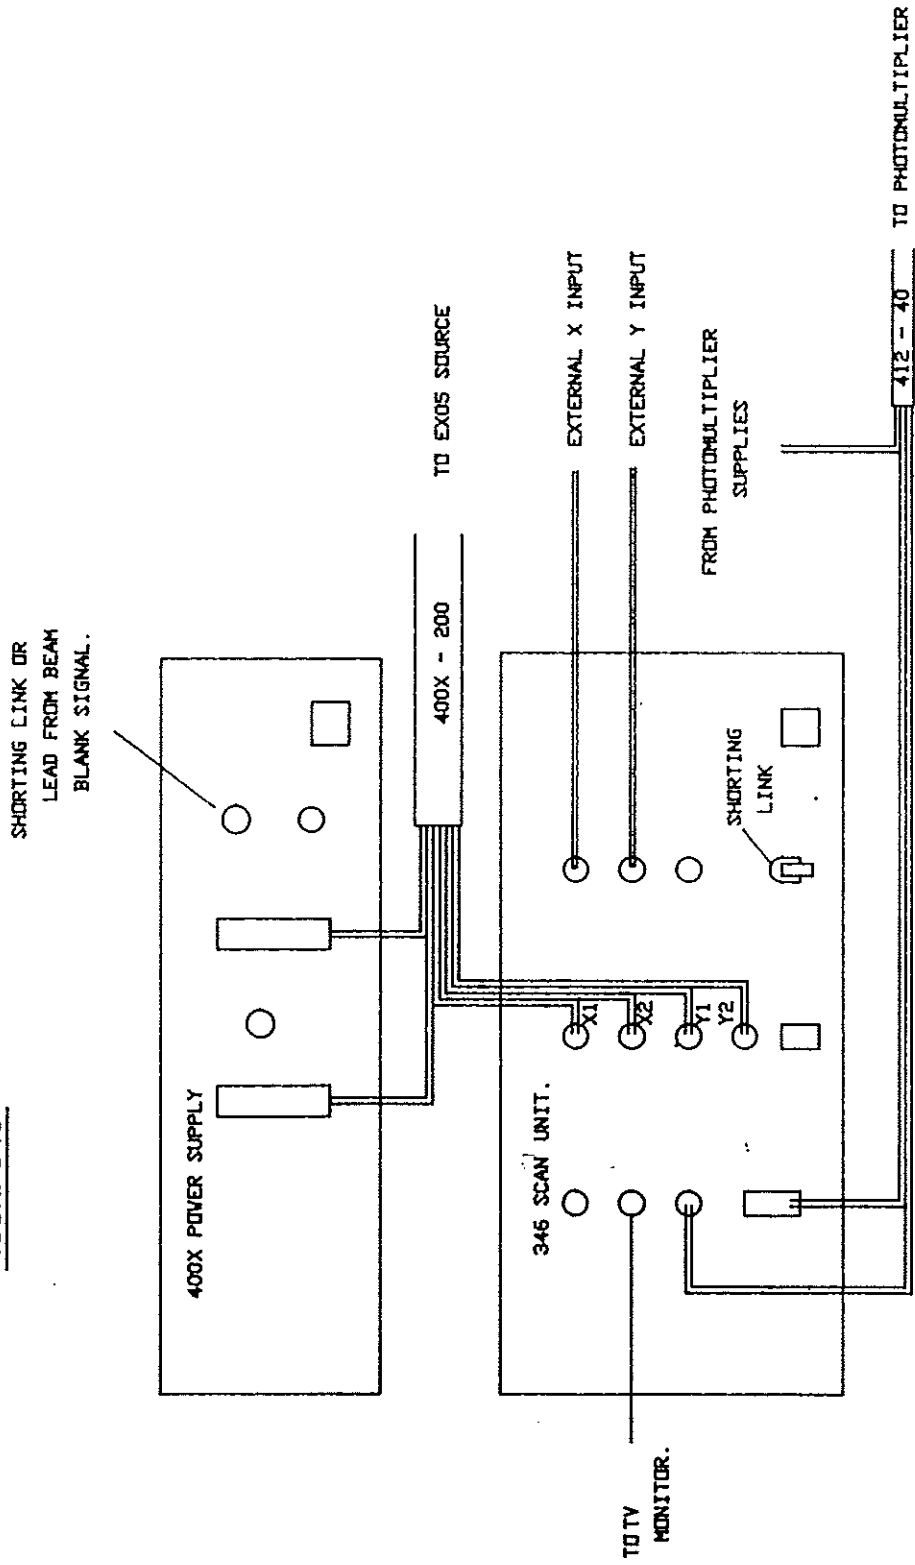 SHORTING LINK OR
LEAD FROM BEAM
BLANK SIGNAL.
400X POWER SUPPLY
400X - 200
TO EX05 SOURCE
346 SCAN UNIT.
X1
X2
Y1
Y2
EXTERNAL X INPUT
EXTERNAL Y INPUT
SHORTING
LINK
FROM PHOTOMULTIPLIER
SUPPLIES
TO TV
MONITOR.
412 - 40
TO PHOTOMULTIPLIER